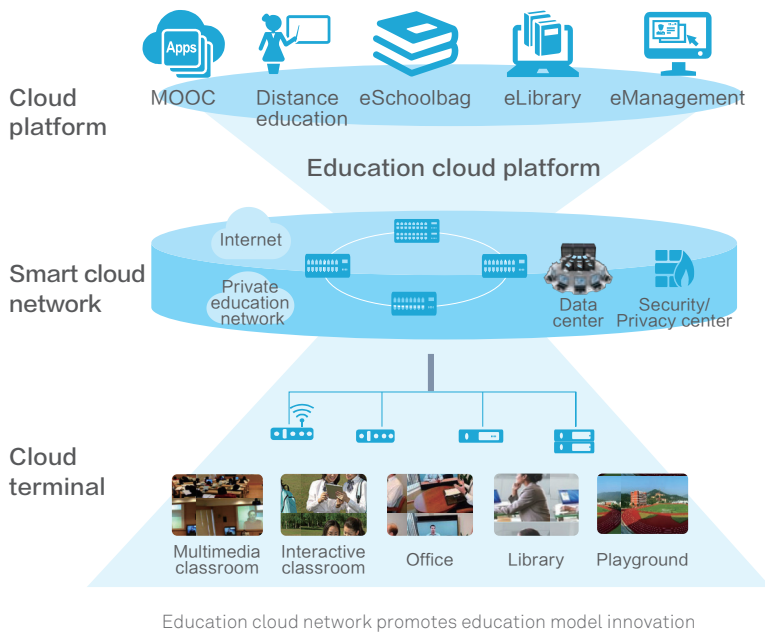 Apps
MOOC
Distance
education
eSchoolbag
eLibrary
eManagement
Cloud
platform
Education cloud platform
Internet
Smart cloud
network
Private
education
network
Data
center
Security/
Privacy center
Cloud
terminal
Multimedia
classroom
Interactive
classroom
Office
Library
Playground
Education cloud network promotes education model innovation